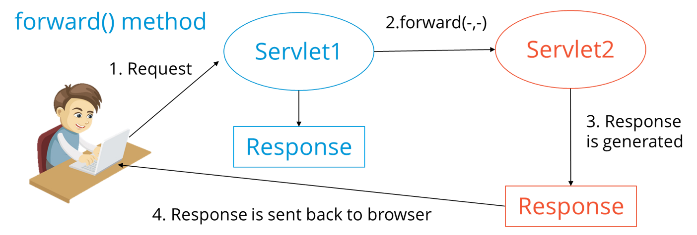 forward() method
1. Request
Servlet1
2.forward(-,-)
Servlet2
Response
3. Response
is generated
Response
4. Response is sent back to browser